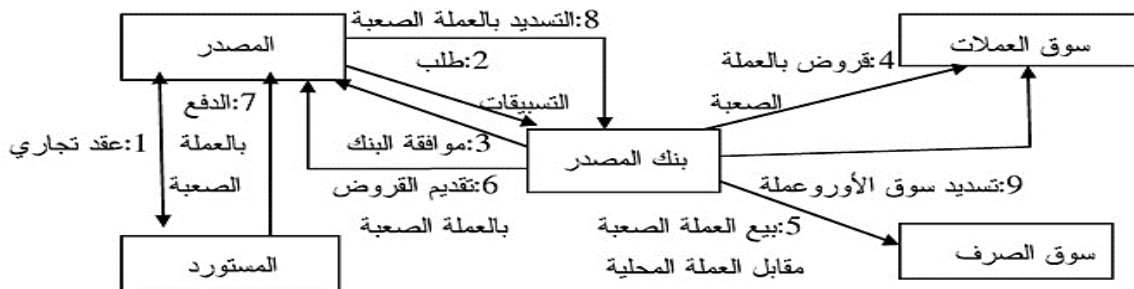 8:التسديد بالعملة الصعبة
المصدر
سوق العملات
2:طلب
4:قروض بالعملة
7:الدفع
التسبيقات
الصعبة
1:عقد تجاري
بالعملة
3:موافقة البنك
بنك المصدر
الصعبة
6:تقديم القروض
9:تسديد سوق الأوروعملة
بالعملة الصعبة
5:بيع العملة الصعبة
المستورد
مقابل العملة المحلية
سوق الصرف